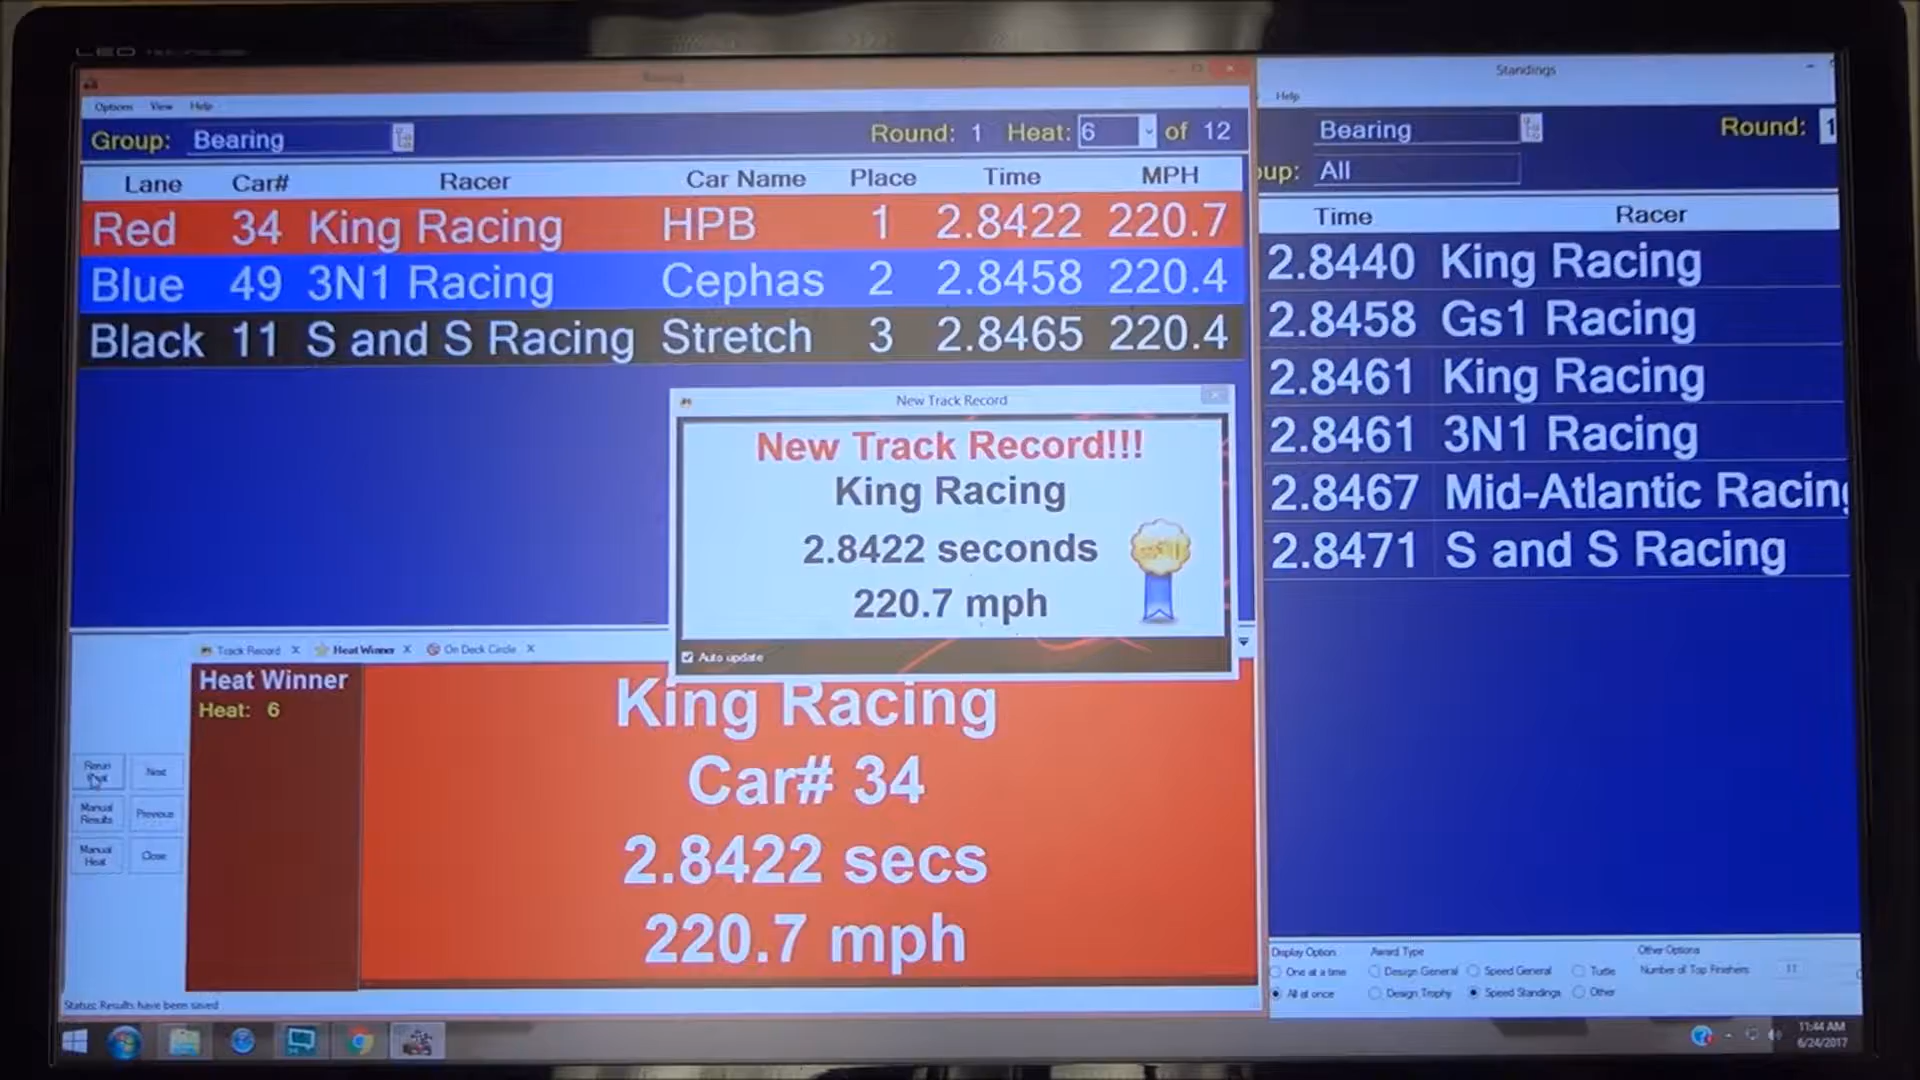 LED
Standings
Options View Help
Help
Group: Bearing
Round: 1 Heat: 6 of 12
Bearing
Round: 1
oup: All
Lane Car# Racer Car Name Place Time MPH
Red 34 King Racing HPB 1 2.8422 220.7
Blue 49 3N1 Racing Cephas 2 2.8458 220.4
Black 11 S and S Racing Stretch 3 2.8465 220.4
Time Racer
2.8440 King Racing
2.8458 Gs1 Racing
2.8461 King Racing
2.8461 3N1 Racing
2.8467 Mid-Atlantic Racing
2.8471 S and S Racing
New Track Record
New Track Record!!!
King Racing
2.8422 seconds
220.7 mph
Auto update
Track Record X Heat Winner X On Deck Circle X
Heat Winner
Heat: 6
King Racing
Car# 34
2.8422 secs
220.7 mph
Rerun
Next
Manual Results
Previous
Manual Heat
Close
Display Option Award Type Other Options
One at a time Design General Speed General Turtle Number of Top Finishers 11
All at once Design Trophy Speed Standings Other
Status: Results have been saved
11:44 AM
6/24/2017